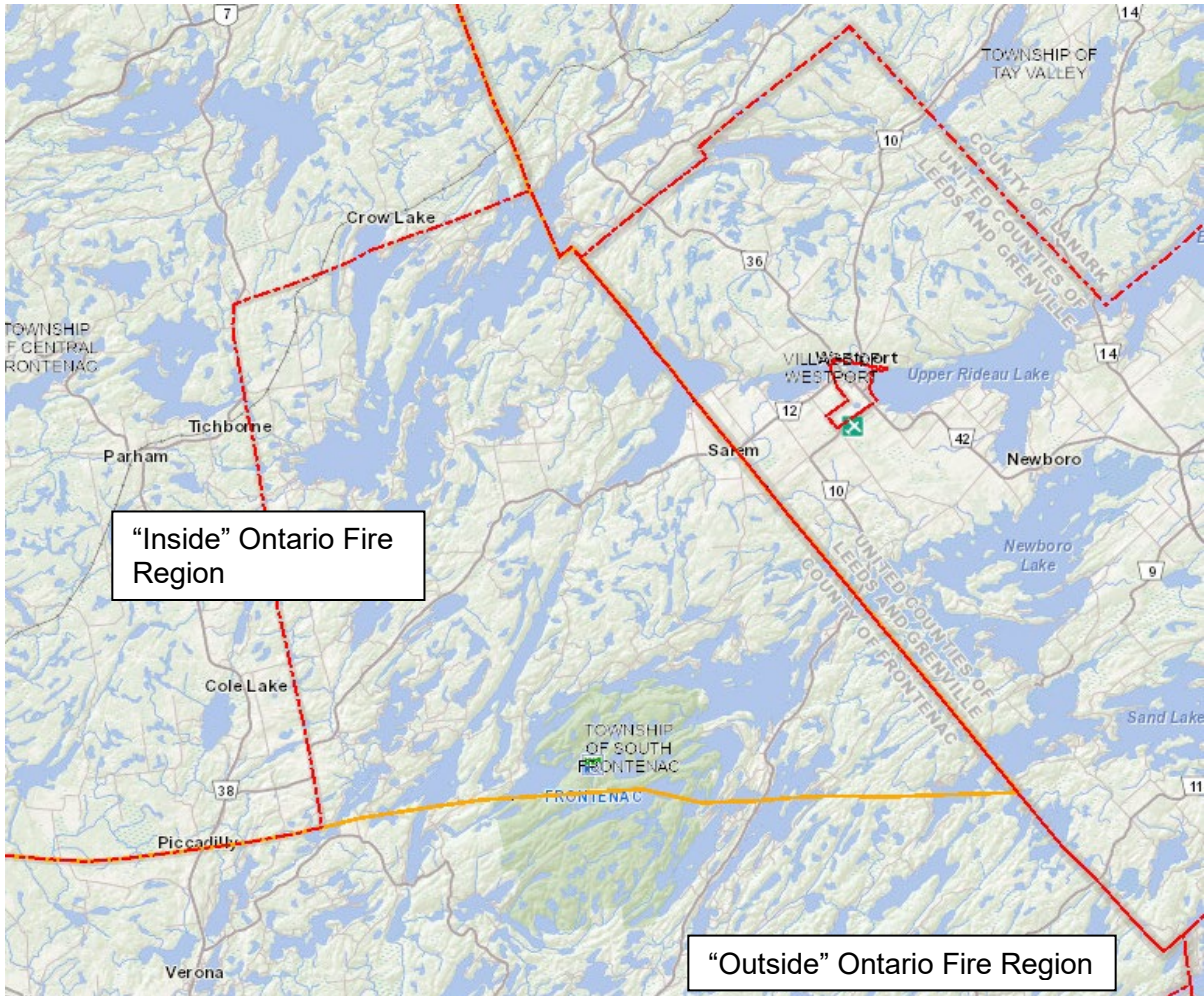 7
14
TOWNSHIP OF
TAY VALLEY
10
COUNTY OF LANARK
UNITED COUNTIES OF
LEEDS AND GRENVILLE
Crow Lake
36
TOWNSHIP
F CENTRAL
RONTENAC
14
Westport
VILLAGE OF
WESTPORT
Upper Rideau Lake
12
42
Tichborne
Parham
Salem
Newboro
10
"Inside" Ontario Fire
Region
Newboro
Lake
9
UNITED COUNTIES OF
LEEDS AND GRENVILLE
COUNTY OF FRONTENAC
Cole Lake
Sand Lake
TOWNSHIP
OF SOUTH
FRONTENAC
38
FRONTENAC
11
Piccadilly
"Outside" Ontario Fire Region
Verona